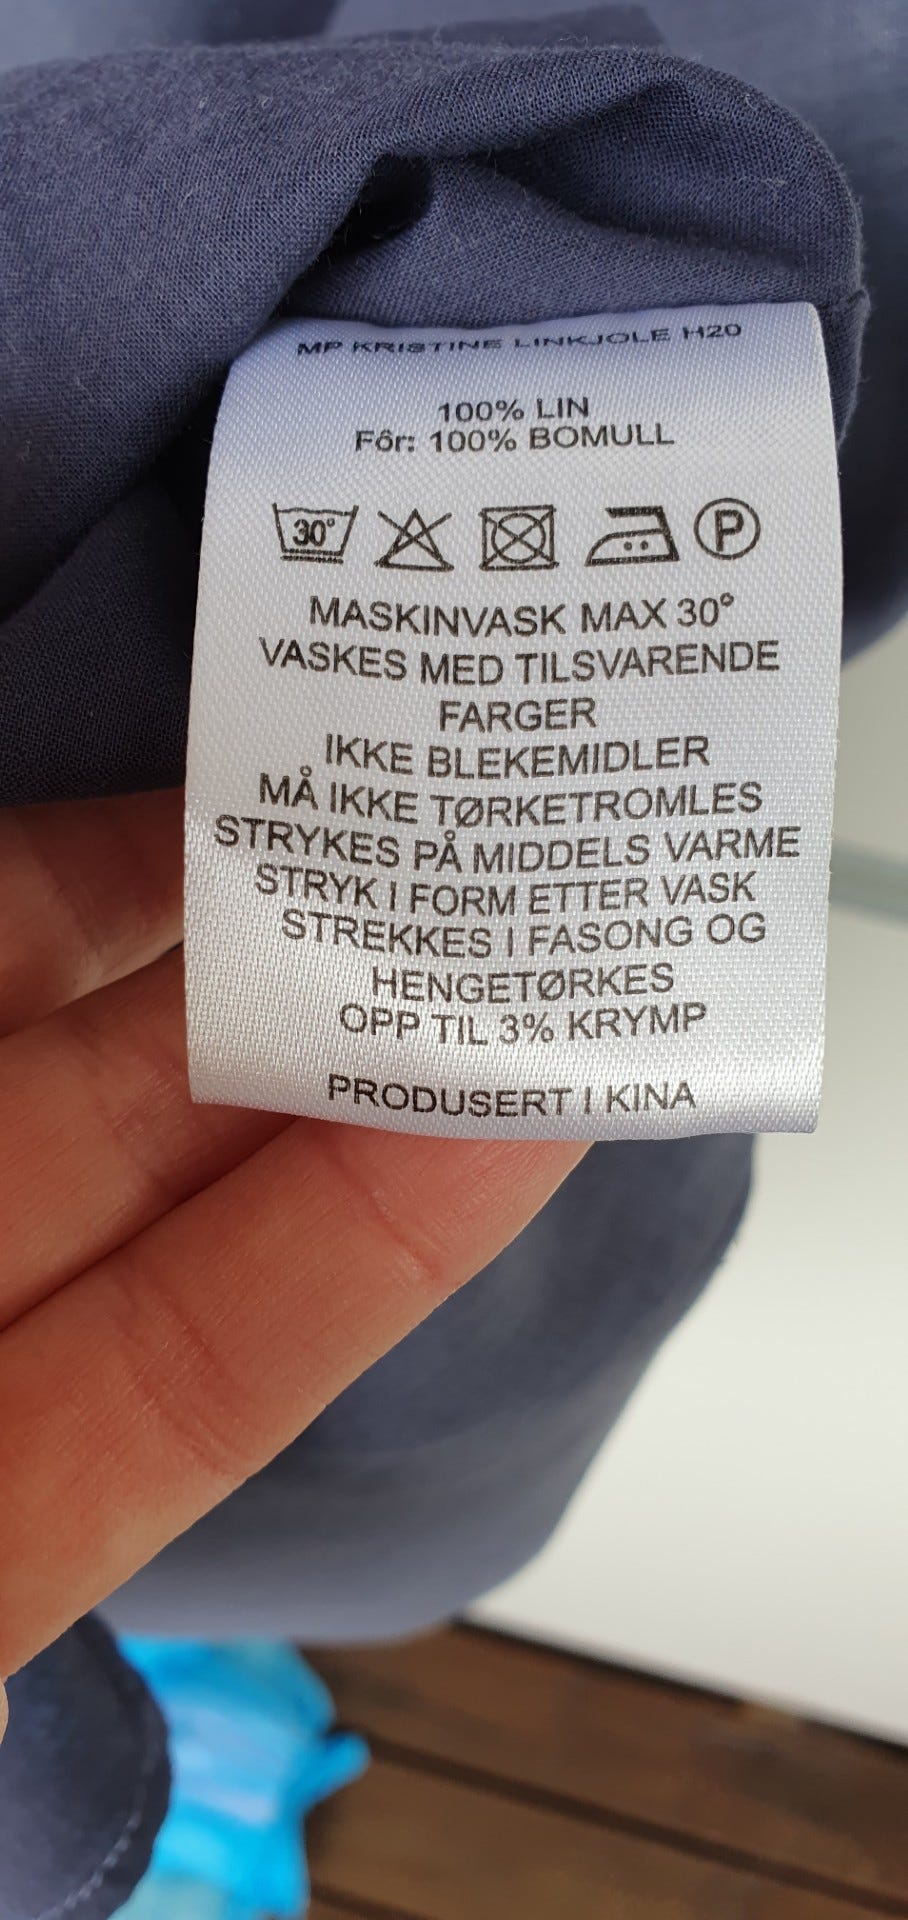 MP KRISTINE LINKJOLE H20
100% LIN
Fôr: 100% BOMULL
30° P
MASKINVASK MAX 30°
VASKES MED TILSVARENDE
FARGER
IKKE BLEKEMIDLER
MÅ IKKE TØRKETROMLES
STRYKES PÅ MIDDELS VARME
STRYK I FORM ETTER VASK
STREKKES I FASONG OG
HENGETØRKES
OPP TIL 3% KRYMP
PRODUSERT I KINA